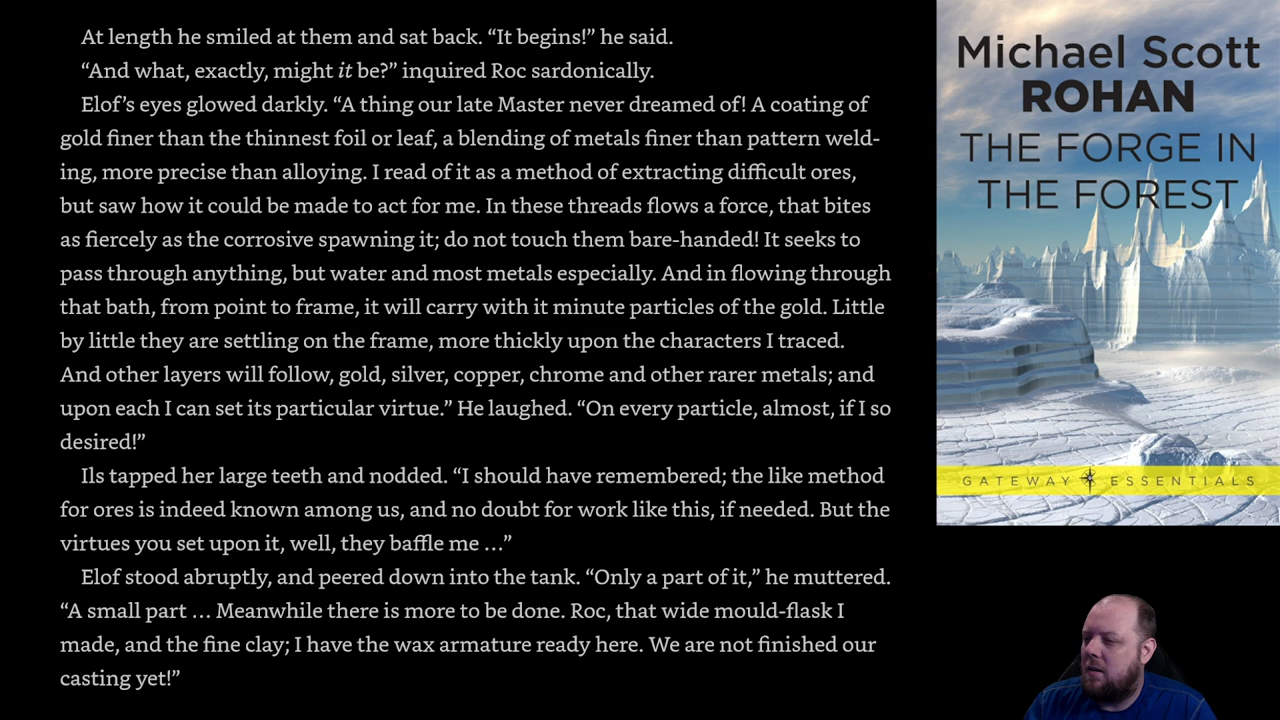 At length he smiled at them and sat back. “It begins!” he said.
“And what, exactly, might it be?” inquired Roc sardonically.
Elof’s eyes glowed darkly. “A thing our late Master never dreamed of! A coating of
gold finer than the thinnest foil or leaf, a blending of metals finer than pattern weld-
ing, more precise than alloying. I read of it as a method of extracting difficult ores,
but saw how it could be made to act for me. In these threads flows a force, that bites
as fiercely as the corrosive spawning it; do not touch them bare-handed! It seeks to
pass through anything, but water and most metals especially. And in flowing through
that bath, from point to frame, it will carry with it minute particles of the gold. Little
by little they are settling on the frame, more thickly upon the characters I traced.
And other layers will follow, gold, silver, copper, chrome and other rarer metals; and
upon each I can set its particular virtue.” He laughed. “On every particle, almost, if I so
desired!”
Ils tapped her large teeth and nodded. “I should have remembered; the like method
for ores is indeed known among us, and no doubt for work like this, if needed. But the
virtues you set upon it, well, they baffle me …”
Elof stood abruptly, and peered down into the tank. “Only a part of it,” he muttered.
“A small part … Meanwhile there is more to be done. Roc, that wide mould-flask I
made, and the fine clay; I have the wax armature ready here. We are not finished our
casting yet!”
Michael Scott
ROHAN
THE FORGE IN
THE FOREST
GATEWAY ESSENTIALS